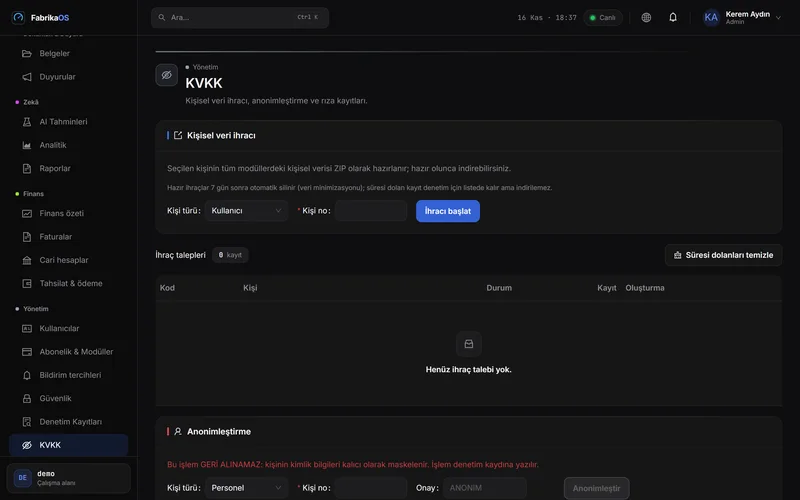 FabrikaOS
Ara...
Ctrl K
16 Kas - 18:37
Canlı
KA
Kerem Aydın
Admin
Belgeler
Duyurular
Zekâ
AI Tahminleri
Analitik
Raporlar
Finans
Finans özeti
Faturalar
Cari hesaplar
Tahsilat & ödeme
Yönetim
Kullanıcılar
Abonelik & Modüller
Bildirim tercihleri
Güvenlik
Denetim Kayıtları
KVKK
DE
demo
Çalışma alanı
Yönetim
KVKK
Kişisel veri ihracı, anonimleştirme ve rıza kayıtları.
Kişisel veri ihracı
Seçilen kişinin tüm modüllerdeki kişisel verisi ZIP olarak hazırlanır; hazır olunca indirebilirsiniz.
Hazır ihraçlar 7 gün sonra otomatik silinir (veri minimizasyonu); süresi dolan kayıt denetim için listede kalır ama indirilemez.
Kişi türü: Kullanıcı * Kişi no: İhracı başlat
İhraç talepleri 0 kayıt
Süresi dolanları temizle
Kod Kişi Durum Kayıt Oluşturma
Henüz ihraç talebi yok.
Anonimleştirme
Bu işlem GERİ ALINAMAZ: kişinin kimlik bilgileri kalıcı olarak maskelenir. İşlem denetim kaydına yazılır.
Kişi türü: Personel * Kişi no: Onay: ANONIM Anonimleştir